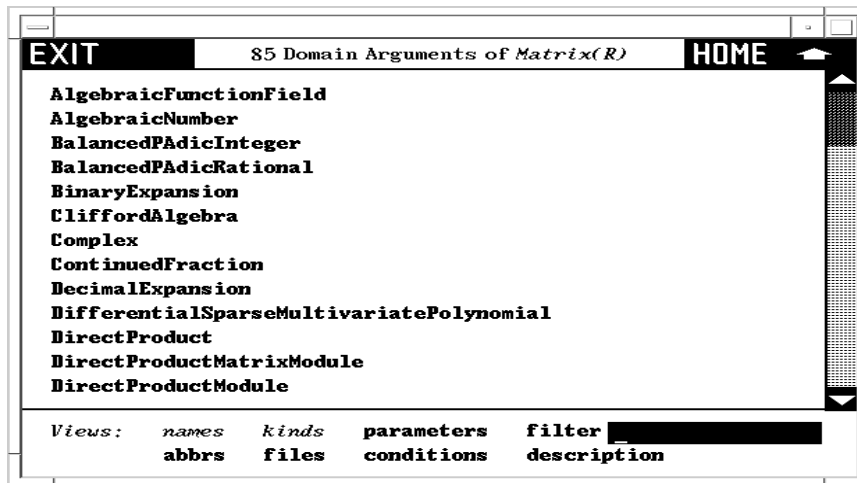 EXIT 85 Domain Arguments of Matrix(R) HOME
AlgebraicFunctionField
AlgebraicNumber
BalancedPAdicInteger
BalancedPAdicRational
BinaryExpansion
CliffordAlgebra
Complex
ContinuedFraction
DecimalExpansion
DifferentialSparseMultivariatePolynomial
DirectProduct
DirectProductMatrixModule
DirectProductModule
Views: names kinds parameters filter
abbrs files conditions description